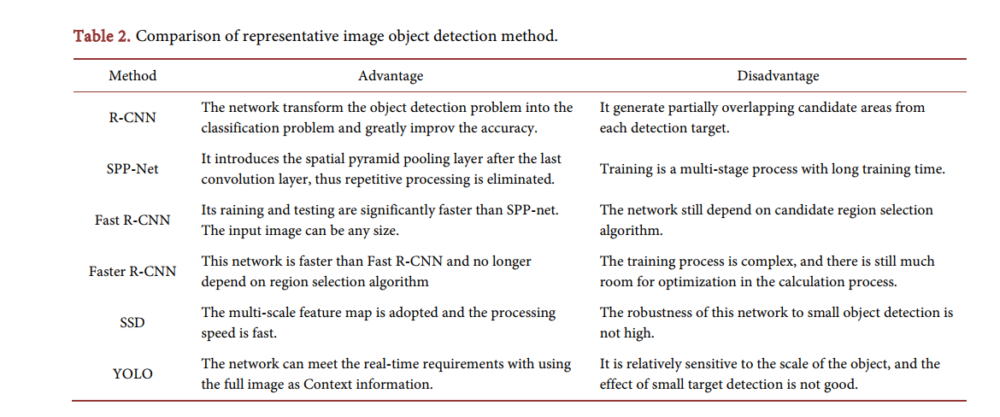 Table 2. Comparison of representative image object detection method.
Method Advantage Disadvantage
R-CNN
The network transform the object detection problem into the
classification problem and greatly improv the accuracy.
It generate partially overlapping candidate areas from
each detection target.
SPP-Net
It introduces the spatial pyramid pooling layer after the last
convolution layer, thus repetitive processing is eliminated.
Training is a multi-stage process with long training time.
Fast R-CNN
Its raining and testing are significantly faster than SPP-net.
The input image can be any size.
The network still depend on candidate region selection
algorithm.
Faster R-CNN
This network is faster than Fast R-CNN and no longer
depend on region selection algorithm
The training process is complex, and there is still much
room for optimization in the calculation process.
SSD
The multi-scale feature map is adopted and the processing
speed is fast.
The robustness of this network to small object detection is
not high.
YOLO
The network can meet the real-time requirements with using
the full image as Context information.
It is relatively sensitive to the scale of the object, and the
effect of small target detection is not good.